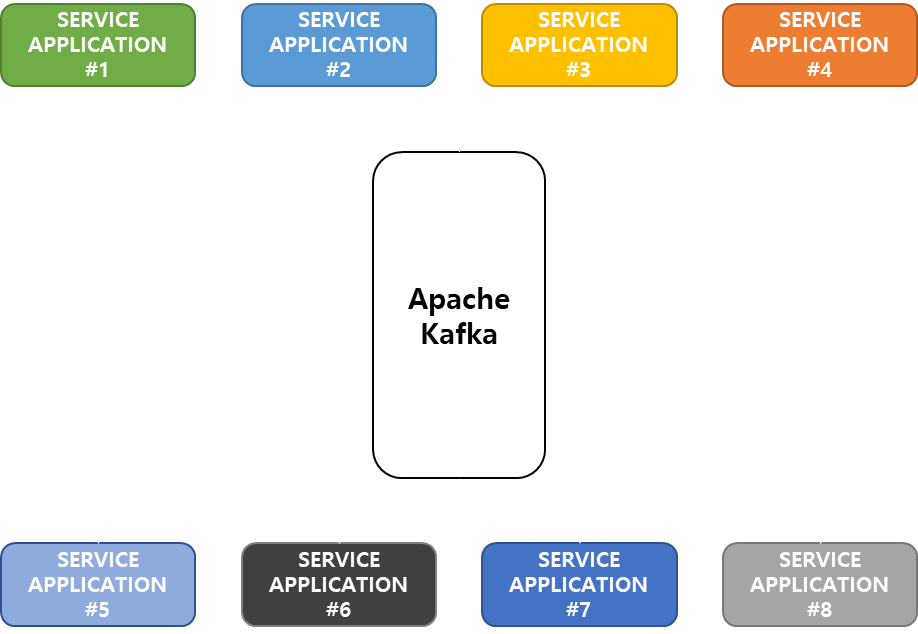 SERVICE
APPLICATION
#1
SERVICE
APPLICATION
#2
SERVICE
APPLICATION
#3
SERVICE
APPLICATION
#4
Apache
Kafka
SERVICE
APPLICATION
#5
SERVICE
APPLICATION
#6
SERVICE
APPLICATION
#7
SERVICE
APPLICATION
#8